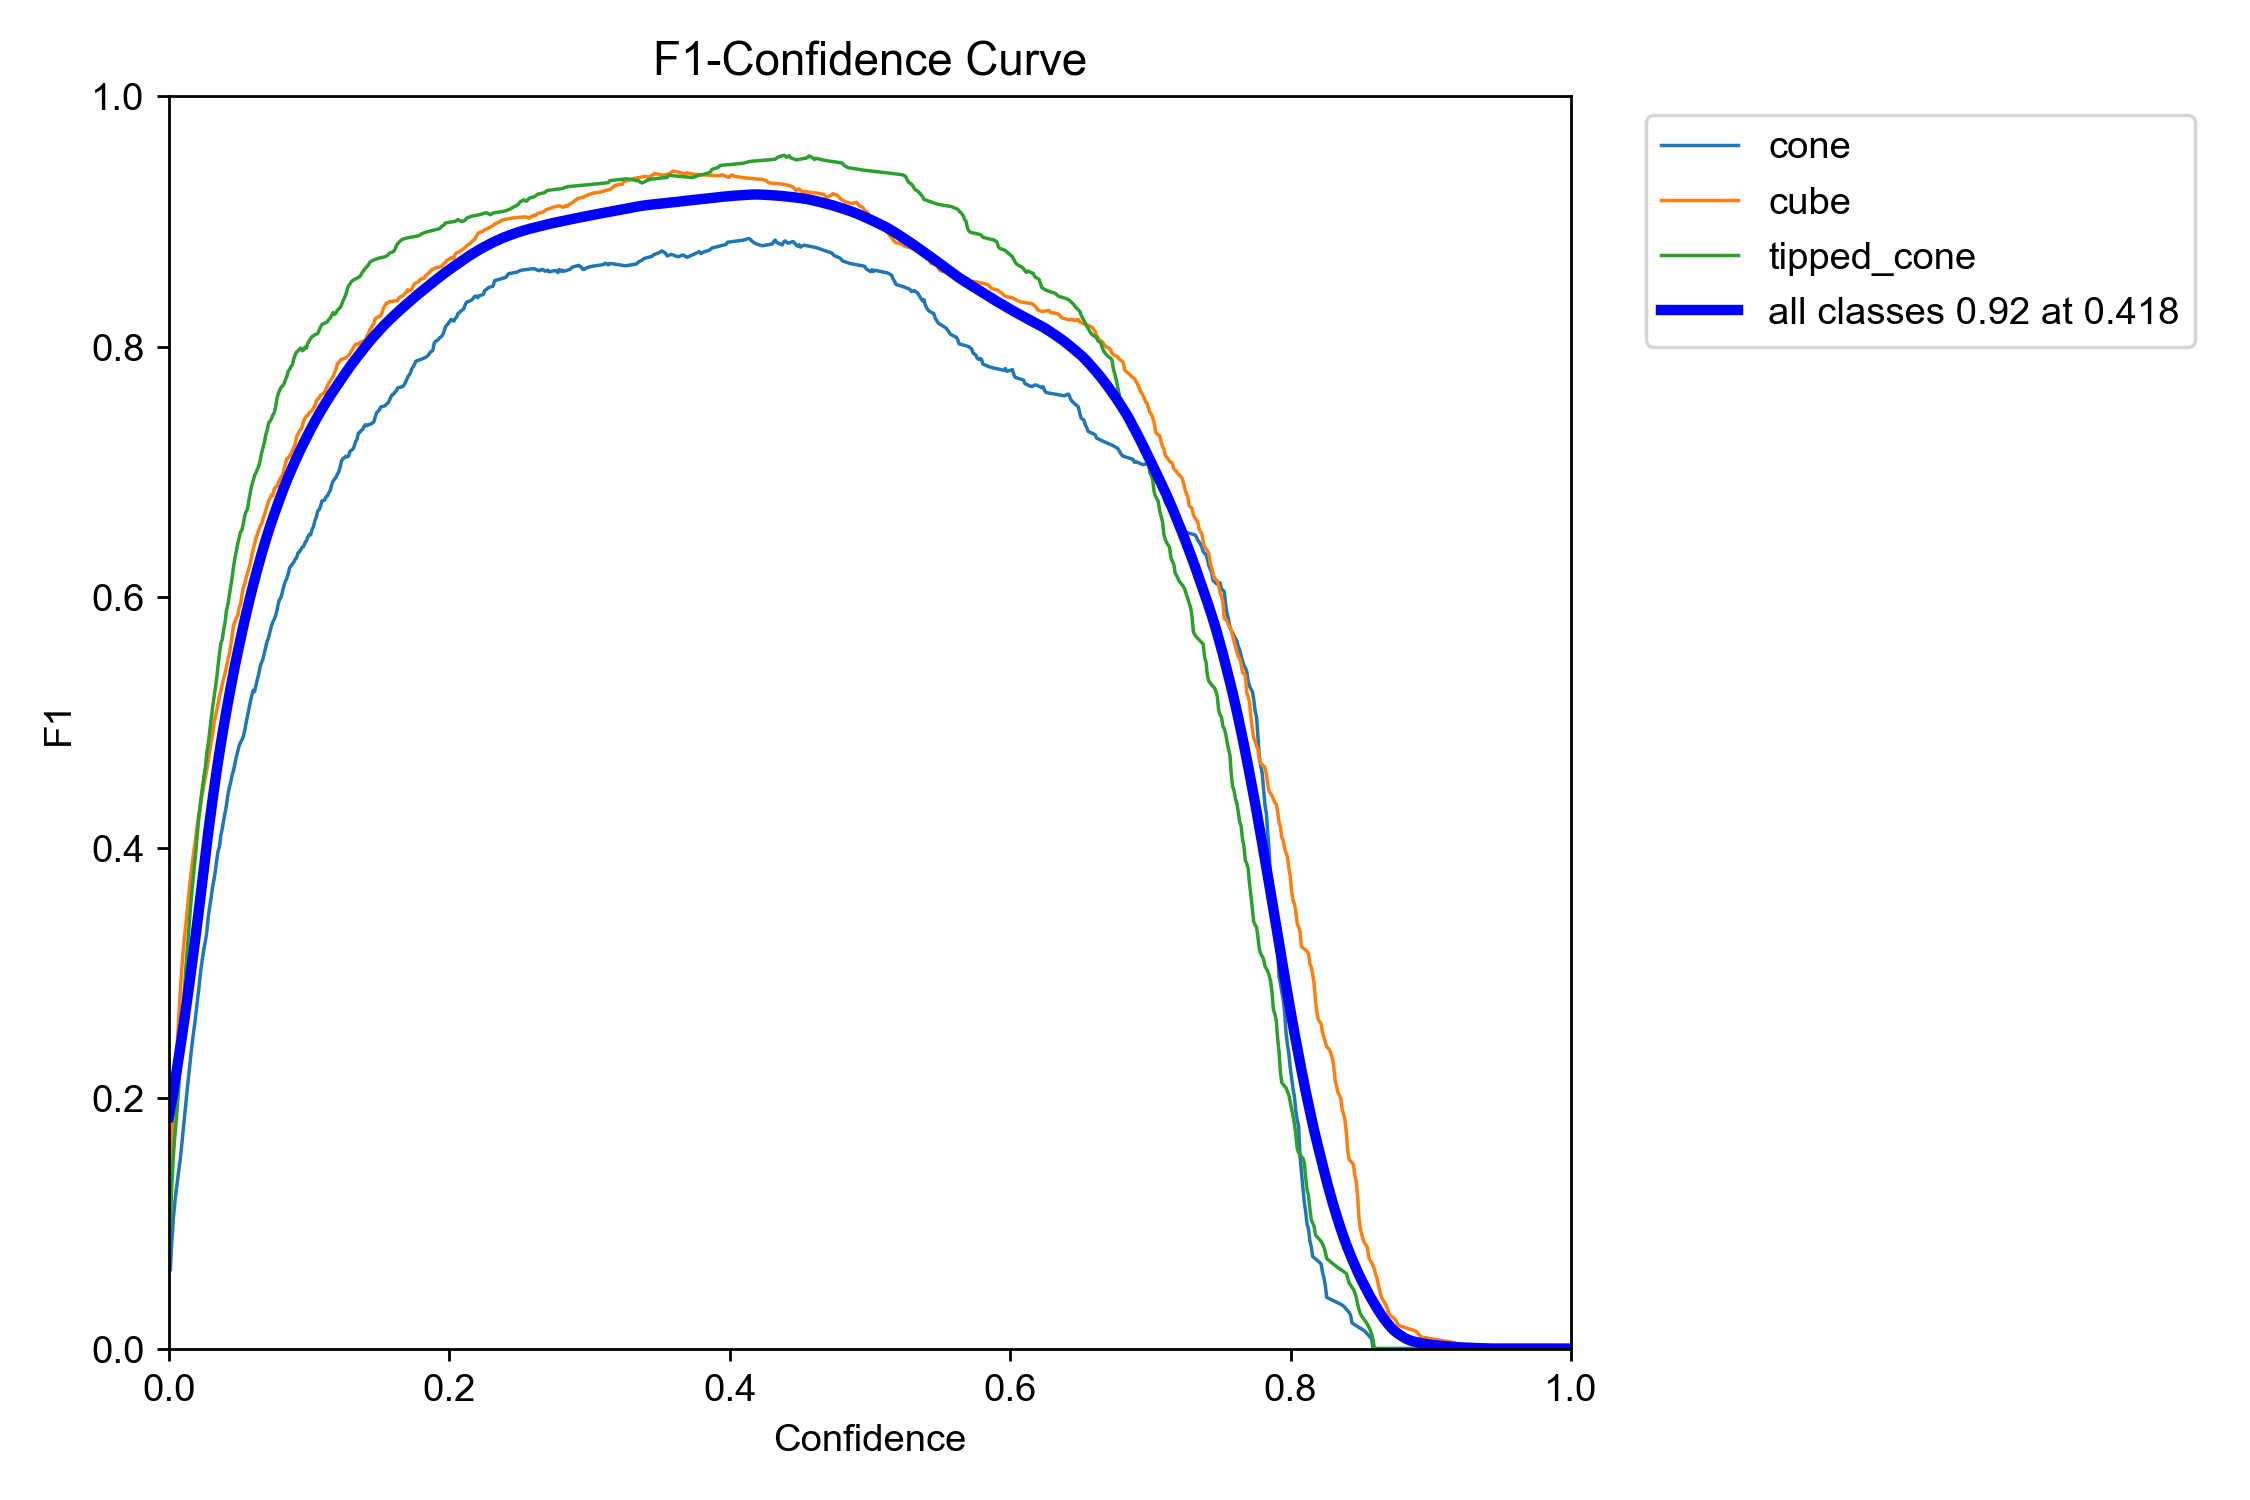 F1-Confidence Curve
1.0
0.8
0.6
0.4
0.2
0.0
F1
0.0 0.2 0.4 0.6 0.8 1.0
Confidence
cone
cube
tipped_cone
all classes 0.92 at 0.418